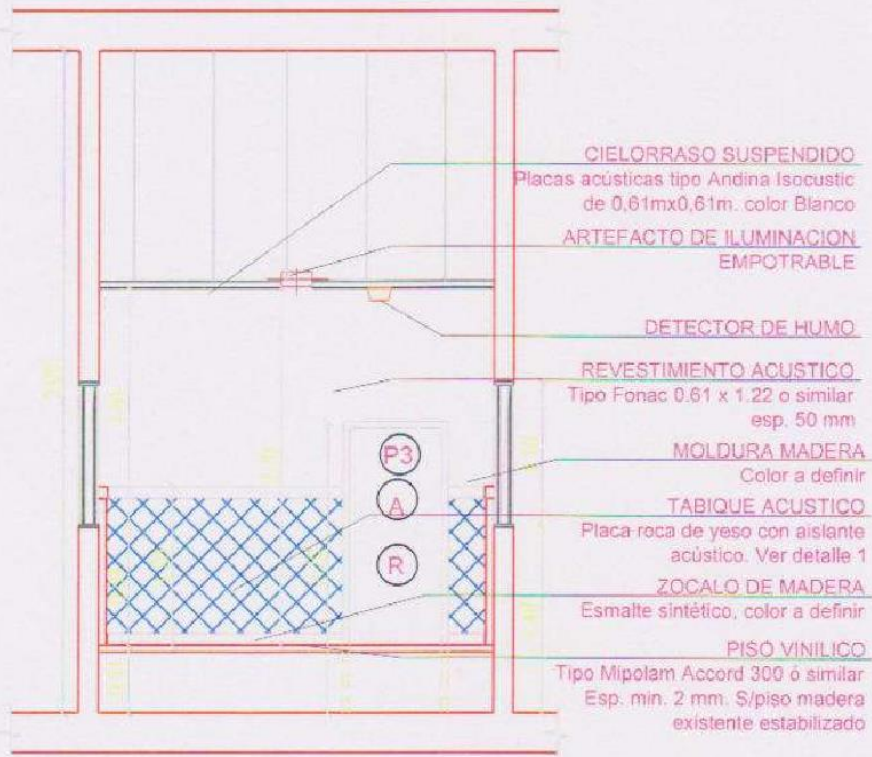 CIELORRASO SUSPENDIDO
Placas acústicas tipo Andina Isocustic
de 0,61mx0,61m. color Blanco
ARTEFACTO DE ILUMINACION
EMPOTRABLE
DETECTOR DE HUMO
REVESTIMIENTO ACUSTICO
Tipo Fonac 0.61 x 1.22 o similar
esp. 50 mm
MOLDURA MADERA
Color a definir
TABIQUE ACUSTICO
Placa roca de yeso con aislante
acústico. Ver detalle 1
ZOCALO DE MADERA
Esmalte sintético, color a definir
PISO VINILICO
Tipo Mipolam Accord 300 ó similar
Esp. min. 2 mm. S/piso madera
existente estabilizado
P3
A
R